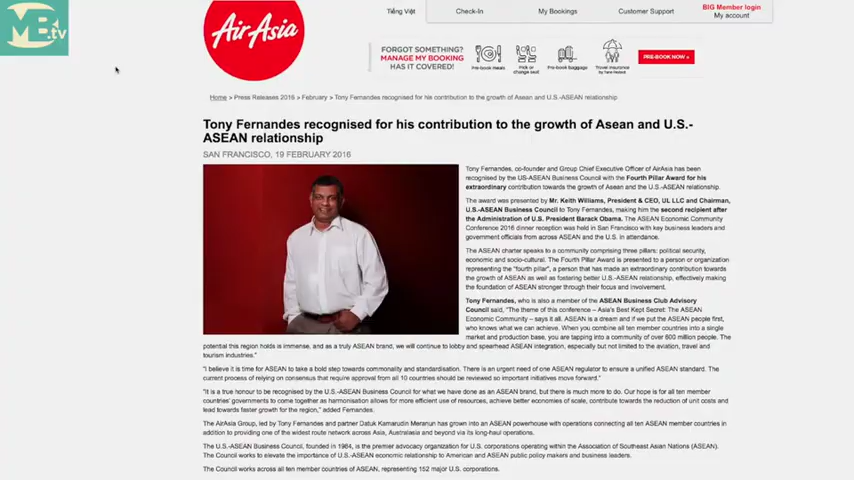 MB.tv
AirAsia
Tiếng Việt
Check-In
My Bookings
Customer Support
BIG Member login
My account
FORGOT SOMETHING?
MANAGE MY BOOKING
HAS IT COVERED!
Pre-book Meals
Pick or change seat
Pre-book Baggage
Travel Insurance
PRE-BOOK NOW »
Home > Press Releases 2016 > February > Tony Fernandes recognised for his contribution to the growth of Asean and U.S.-ASEAN relationship
Tony Fernandes recognised for his contribution to the growth of Asean and U.S.-
ASEAN relationship
SAN FRANCISCO, 19 FEBRUARY 2016
Tony Fernandes, co-founder and Group Chief Executive Officer of AirAsia has been
recognised by the US-ASEAN Business Council with the Fourth Pillar Award for his
extraordinary contribution towards the growth of Asean and the U.S.-ASEAN relationship.
The award was presented by Mr. Keith Williams, President & CEO, UL LLC and Chairman,
U.S.-ASEAN Business Council to Tony Fernandes, making him the second recipient after
the Administration of U.S. President Barack Obama. The ASEAN Economic Community
Conference 2016 dinner reception was held in San Francisco with key business leaders and
government officials from across ASEAN and the U.S. in attendance.
The ASEAN charter speaks to a community comprising three pillars: political security,
economic and socio-cultural. The Fourth Pillar Award is presented to a person or organization
representing the "fourth pillar", a person that has made an extraordinary contribution towards
the growth of ASEAN as well as fostering better U.S.-ASEAN relationship, effectively making
the foundation of ASEAN stronger through their focus and involvement.
Tony Fernandes, who is also a member of the ASEAN Business Club Advisory
Council said, "The theme of this conference – Asia's Best Kept Secret: The ASEAN
Economic Community – says it all. ASEAN is a dream and if we put the ASEAN people first,
who knows what we can achieve. When you combine all ten member countries into a single
market and production base, you are tapping into a community of over 600 million people. The
potential this region holds is immense, and as a truly ASEAN brand, we will continue to lobby and spearhead ASEAN integration, especially but not limited to the aviation, travel and
tourism industries."
"I believe it is time for ASEAN to take a bold step towards commonality and standardisation. There is an urgent need of one ASEAN regulator to ensure a unified ASEAN standard. The
current process of relying on consensus that require approval from all 10 countries should be reviewed so important initiatives move forward."
"It is a true honour to be recognised by the U.S.-ASEAN Business Council for what we have done as an ASEAN brand, but there is much more to do. Our hope is for all ten member
countries' governments to come together as harmonisation allows for more efficient use of resources, achieve better economies of scale, contribute towards the reduction of unit costs and
lead towards faster growth for the region," added Fernandes.
The AirAsia Group, led by Tony Fernandes and partner Datuk Kamarudin Meranun has grown into an ASEAN powerhouse with operations connecting all ten ASEAN member countries in
addition to providing one of the widest route network across Asia, Australasia and beyond via its long-haul operations.
The U.S.-ASEAN Business Council, founded in 1984, is the premier advocacy organization for U.S. corporations operating within the Association of Southeast Asian Nations (ASEAN).
The Council works to elevate the importance of U.S.-ASEAN economic relationship to American and ASEAN public policy makers and business leaders.
The Council works across all ten member countries of ASEAN, representing 152 major U.S. corporations.